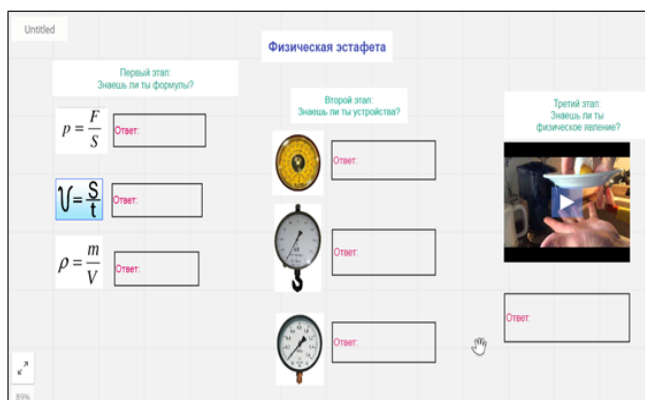 Untitled
Физическая эстафета
Первый этап:
Знаешь ли ты формулы?
p = F/S
Ответ:
υ = S/t
Ответ:
ρ = m/V
Ответ:
Второй этап:
Знаешь ли ты устройства?
Ответ:
Ответ:
Ответ:
Третий этап:
Знаешь ли ты
физическое явление?
Ответ:
89%